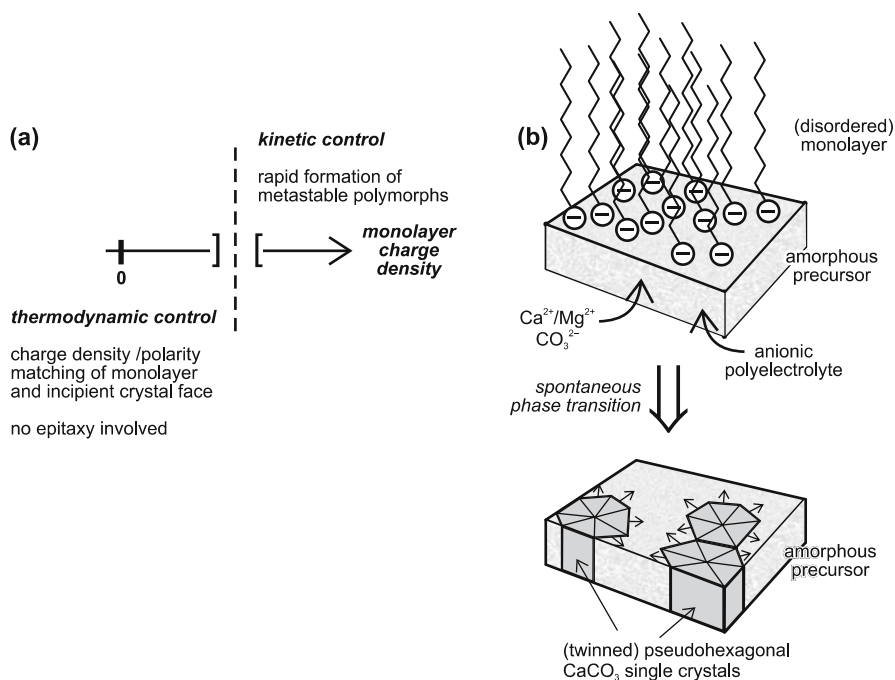 (a)
kinetic control
rapid formation of
metastable polymorphs
0
monolayer
charge
density
thermodynamic control
charge density /polarity
matching of monolayer
and incipient crystal face
no epitaxy involved
(b)
(disordered)
monolayer
amorphous
precursor
Ca²⁺/Mg²⁺
CO₃²⁻
anionic
polyelectrolyte
spontaneous
phase transition
amorphous
precursor
(twinned) pseudohexagonal
CaCO₃ single crystals